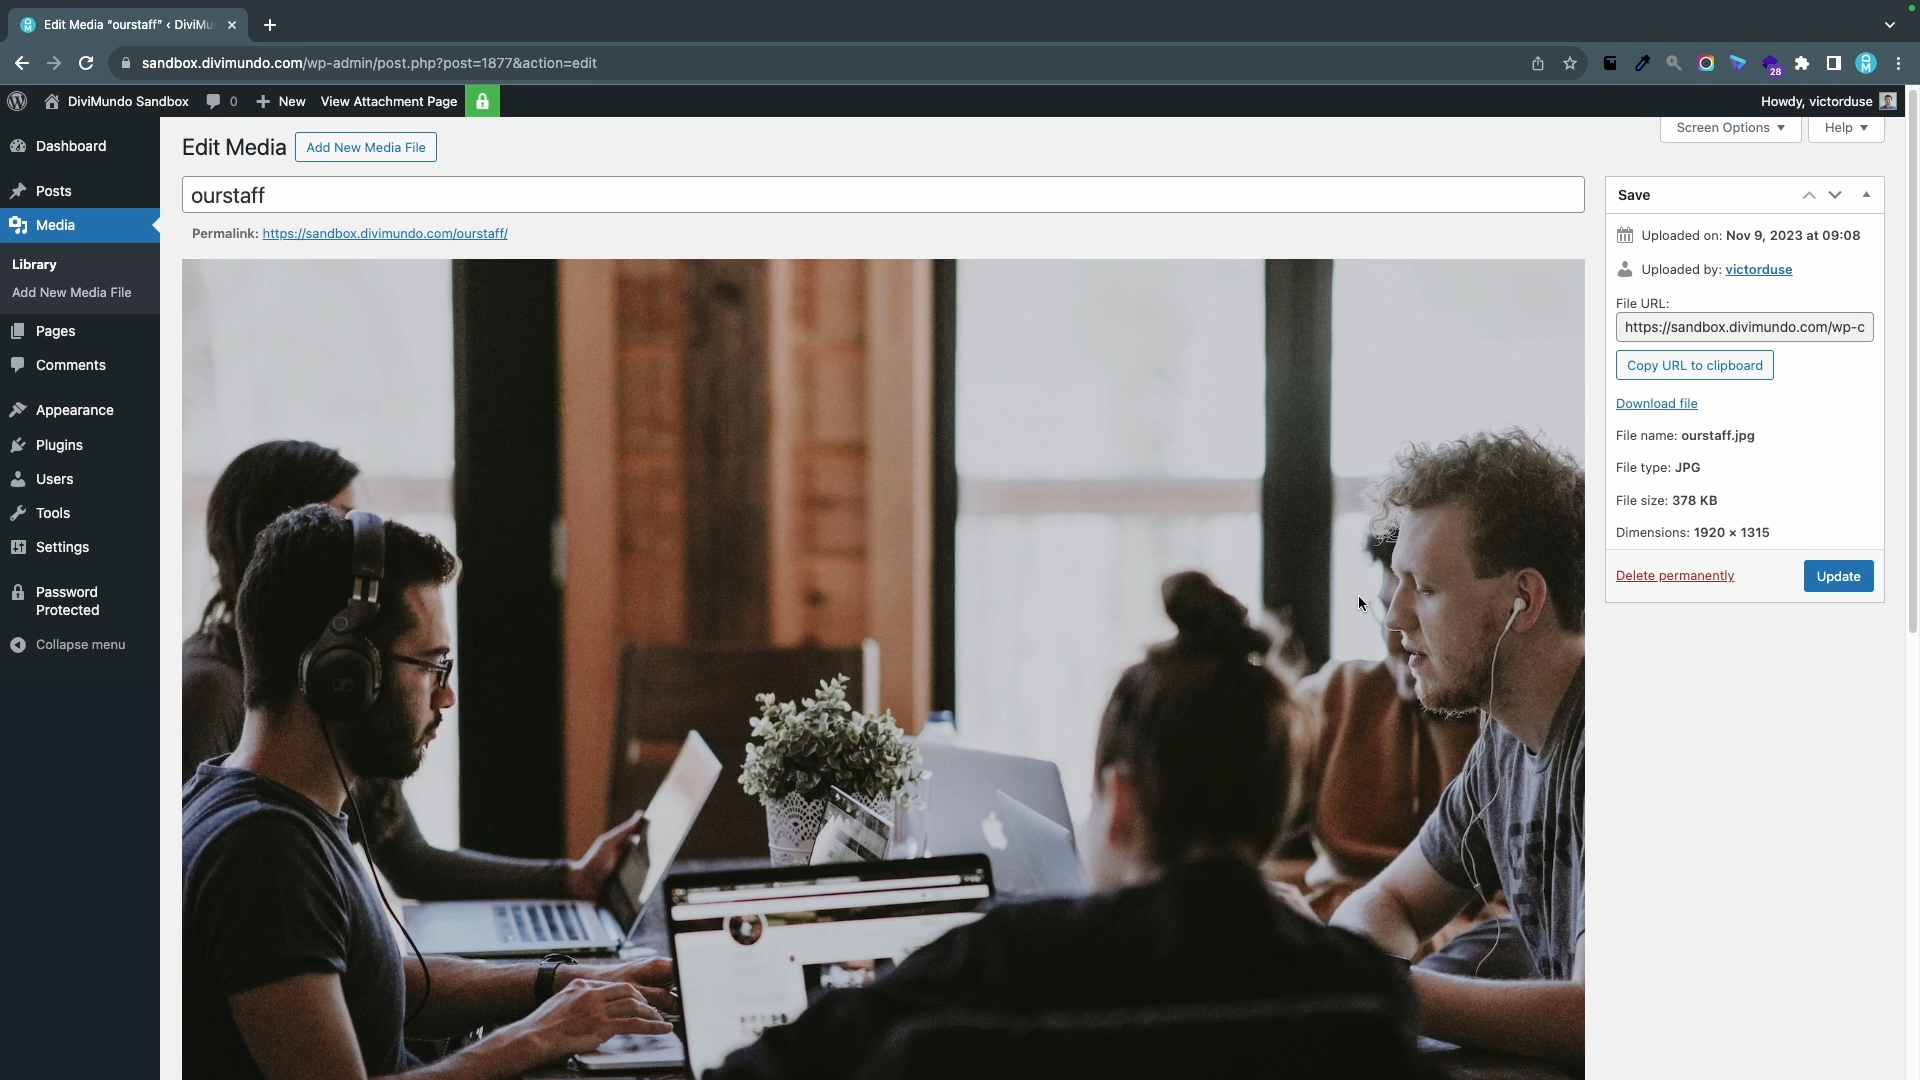 Edit Media "ourstaff" ‹ DiviMu
sandbox.divimundo.com/wp-admin/post.php?post=1877&action=edit
28
DiviMundo Sandbox
0
New
View Attachment Page
Howdy, victorduse
Dashboard
Posts
Media
Library
Add New Media File
Pages
Comments
Appearance
Plugins
Users
Tools
Settings
Password
Protected
Collapse menu
Edit Media
Add New Media File
Screen Options
Help
ourstaff
Permalink: https://sandbox.divimundo.com/ourstaff/
Save
Uploaded on: Nov 9, 2023 at 09:08
Uploaded by: victorduse
File URL:
https://sandbox.divimundo.com/wp-c
Copy URL to clipboard
Download file
File name: ourstaff.jpg
File type: JPG
File size: 378 KB
Dimensions: 1920 × 1315
Delete permanently
Update